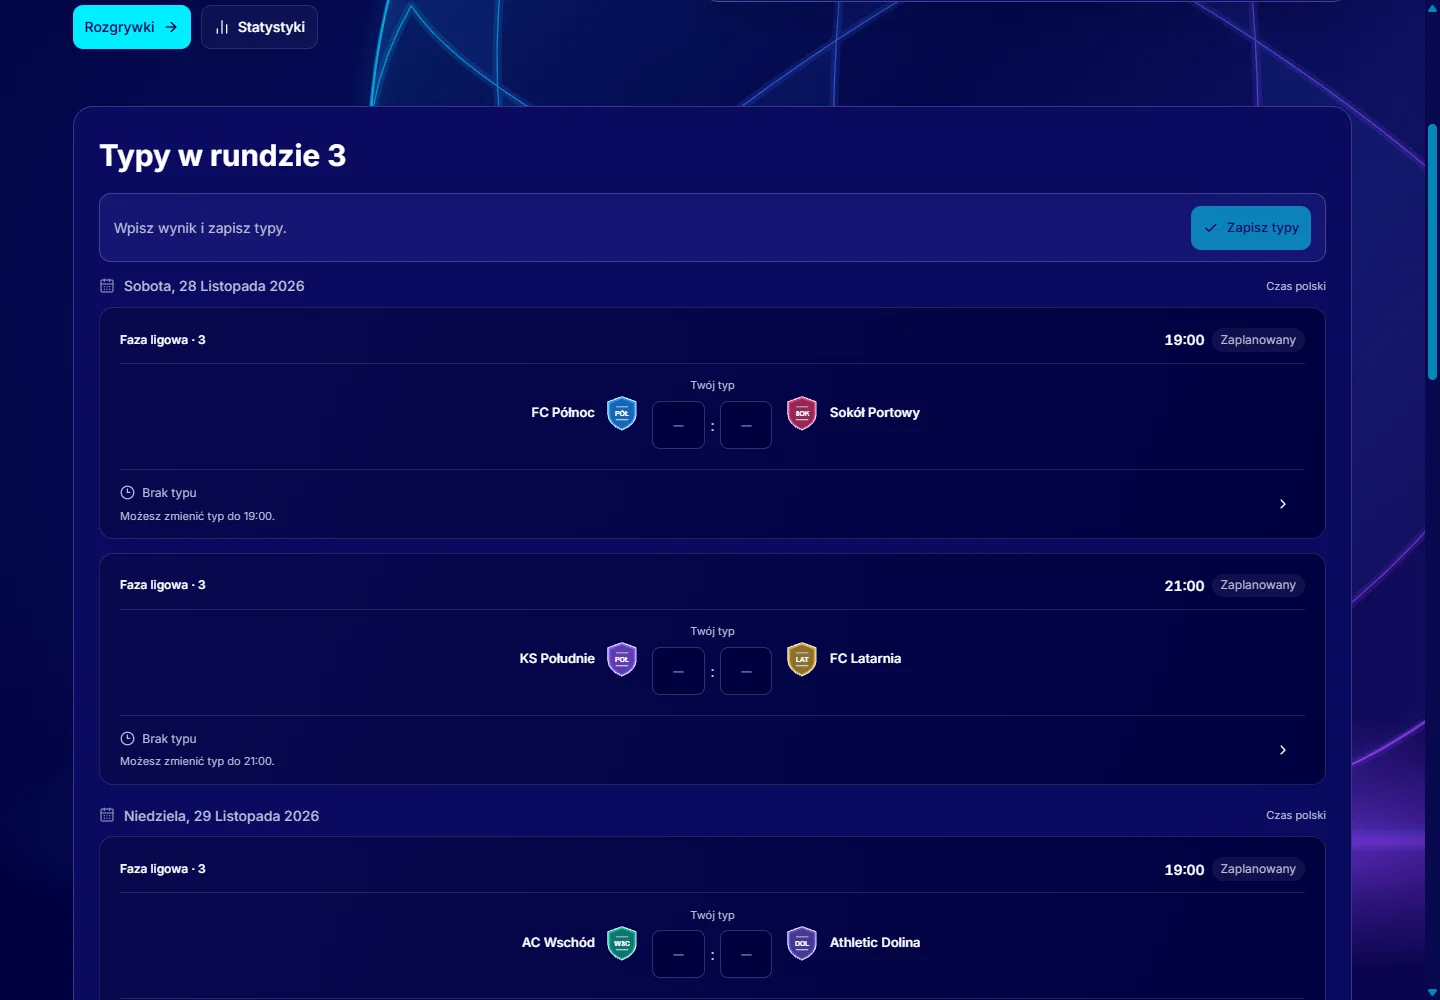 Rozgrywki
Statystyki
Typy w rundzie 3
Wpisz wynik i zapisz typy.
Zapisz typy
Sobota, 28 Listopada 2026
Czas polski
Faza ligowa · 3
19:00 Zaplanowany
Twój typ
FC Północ
PÓŁ
– : –
SOK
Sokół Portowy
Brak typu
Możesz zmienić typ do 19:00.
Faza ligowa · 3
21:00 Zaplanowany
Twój typ
KS Południe
POŁ
– : –
LAT
FC Latarnia
Brak typu
Możesz zmienić typ do 21:00.
Niedziela, 29 Listopada 2026
Czas polski
Faza ligowa · 3
19:00 Zaplanowany
Twój typ
AC Wschód
WSC
– : –
DOL
Athletic Dolina